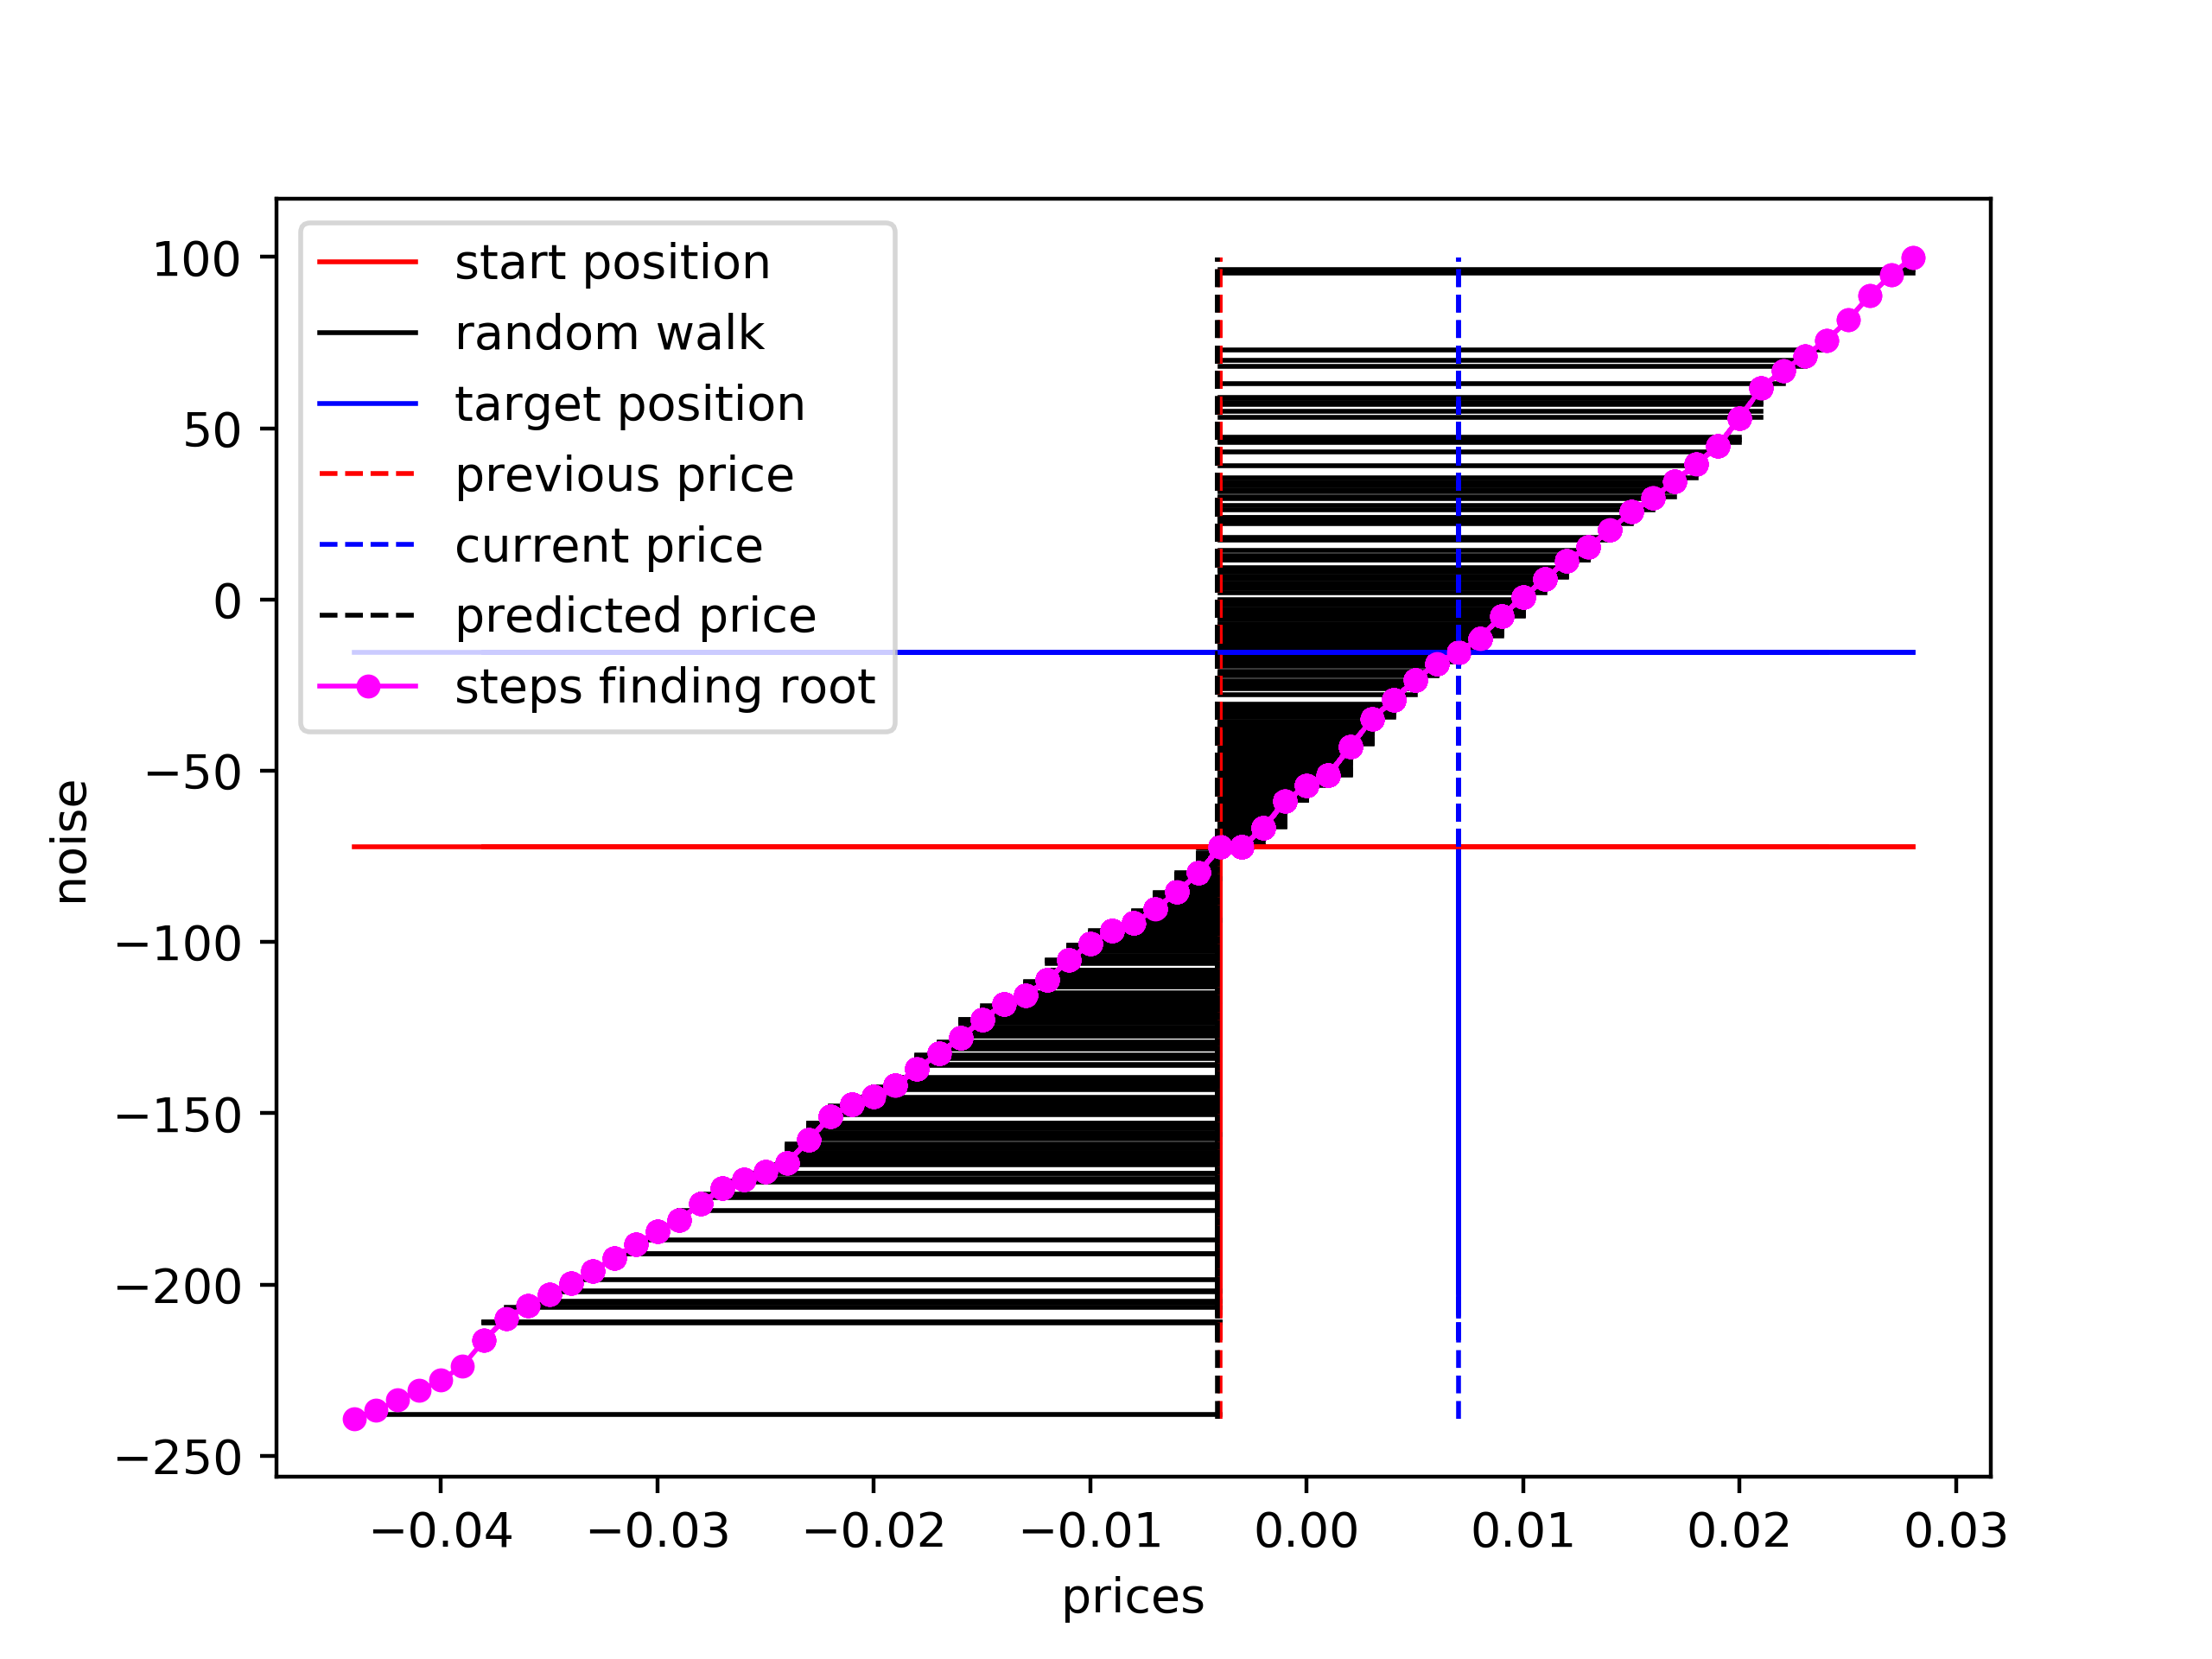 start position
random walk
target position
previous price
current price
predicted price
steps finding root
100
50
0
−50
−100
−150
−200
−250
noise
−0.04 −0.03 −0.02 −0.01 0.00 0.01 0.02 0.03
prices